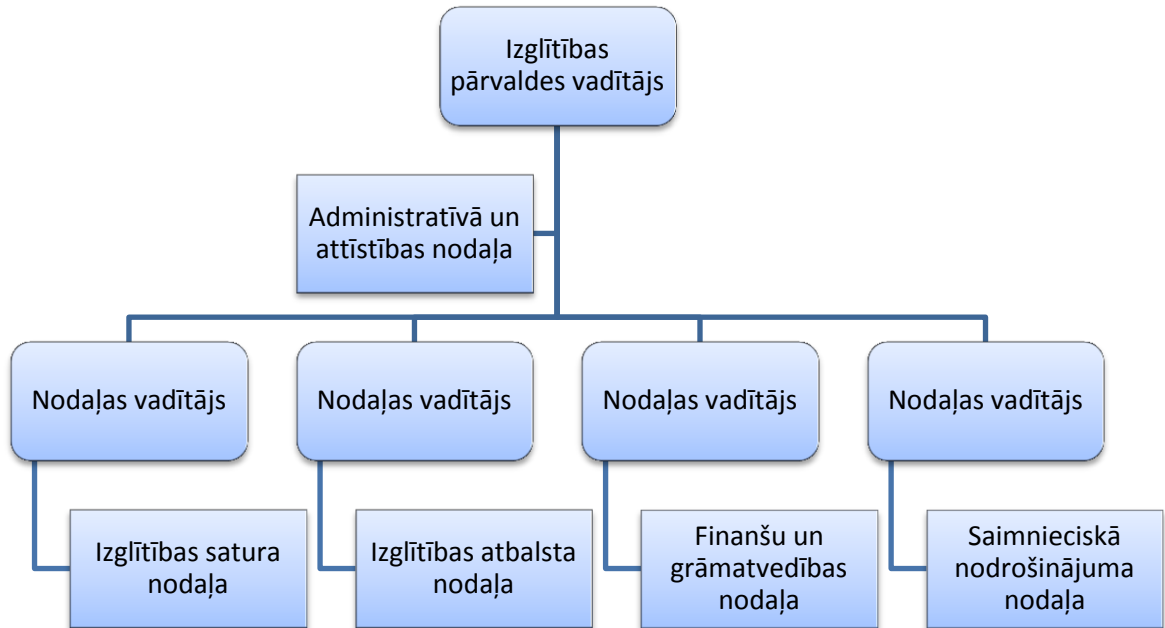 Izglītības
pārvaldes vadītājs
Administratīvā un
attīstības nodaļa
Nodaļas vadītājs
Nodaļas vadītājs
Nodaļas vadītājs
Nodaļas vadītājs
Izglītības satura
nodaļa
Izglītības atbalsta
nodaļa
Finanšu un
grāmatvedības
nodaļa
Saimnieciskā
nodrošinājuma
nodaļa